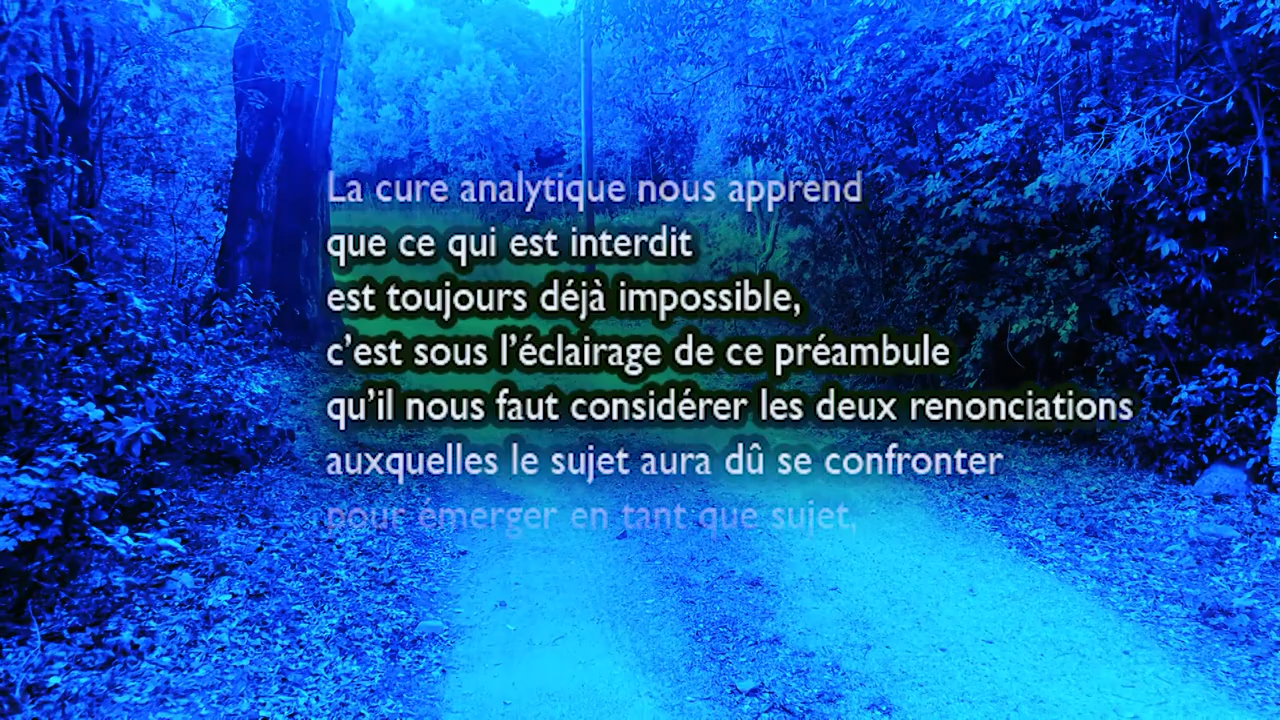 La cure analytique nous apprend
que ce qui est interdit
est toujours déjà impossible,
c’est sous l’éclairage de ce préambule
qu’il nous faut considérer les deux renonciations
auxquelles le sujet aura dû se confronter
pour émerger en tant que sujet,